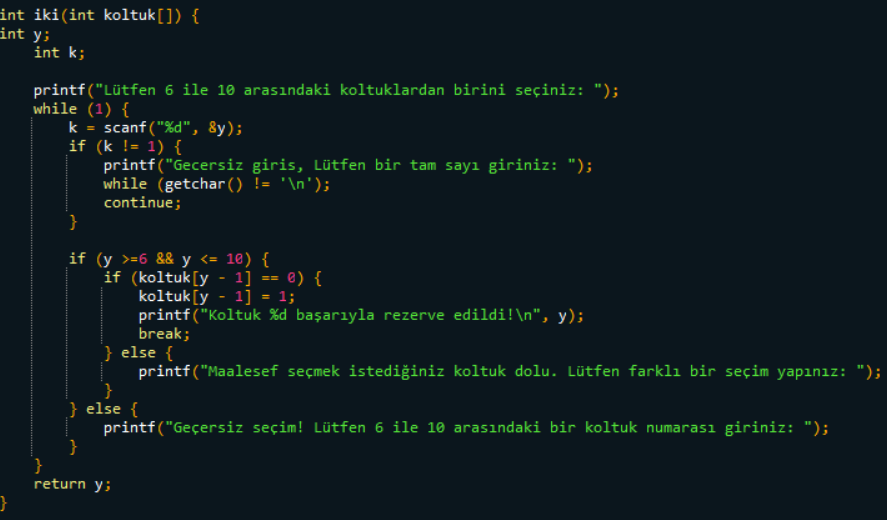 int iki(int koltuk[]) {
int y;
    int k;

    printf("Lütfen 6 ile 10 arasındaki koltuklardan birini seçiniz: ");
    while (1) {
        k = scanf("%d", &y);
        if (k != 1) {
            printf("Gecersiz giris, Lütfen bir tam sayı giriniz: ");
            while (getchar() != '\n');
            continue;
        }

        if (y >=6 && y <= 10) {
            if (koltuk[y - 1] == 0) {
                koltuk[y - 1] = 1;
                printf("Koltuk %d başarıyla rezerve edildi!\n", y);
                break;
            } else {
                printf("Maalesef seçmek istediğiniz koltuk dolu. Lütfen farklı bir seçim yapınız: ");
            }
        } else {
            printf("Geçersiz seçim! Lütfen 6 ile 10 arasındaki bir koltuk numarası giriniz: ");
        }
    }
    return y;
}